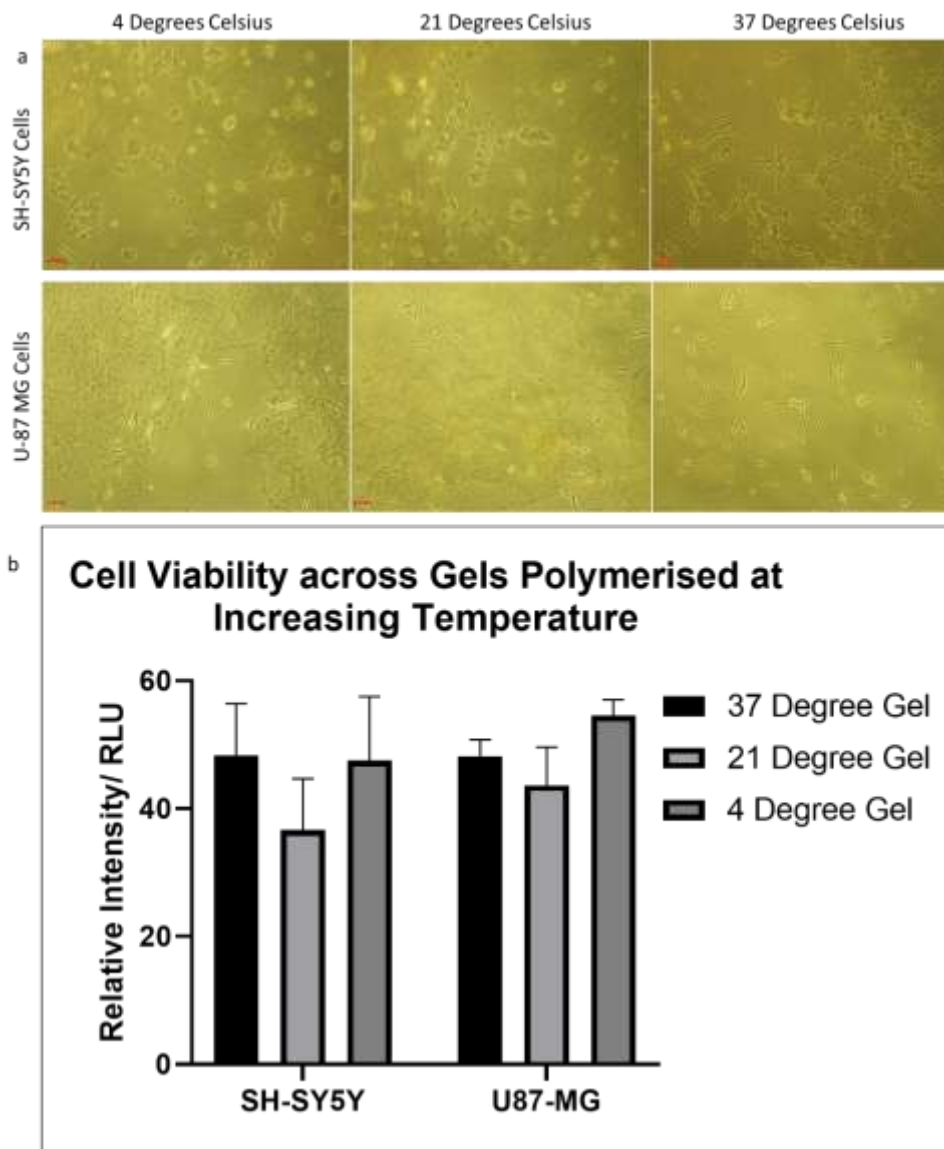 4 Degrees Celsius
21 Degrees Celsius
37 Degrees Celsius
a
SH-SY5Y Cells
U-87 MG Cells
b
Cell Viability across Gels Polymerised at
Increasing Temperature
Relative Intensity/ RLU
60
40
20
0
SH-SY5Y
U87-MG
37 Degree Gel
21 Degree Gel
4 Degree Gel